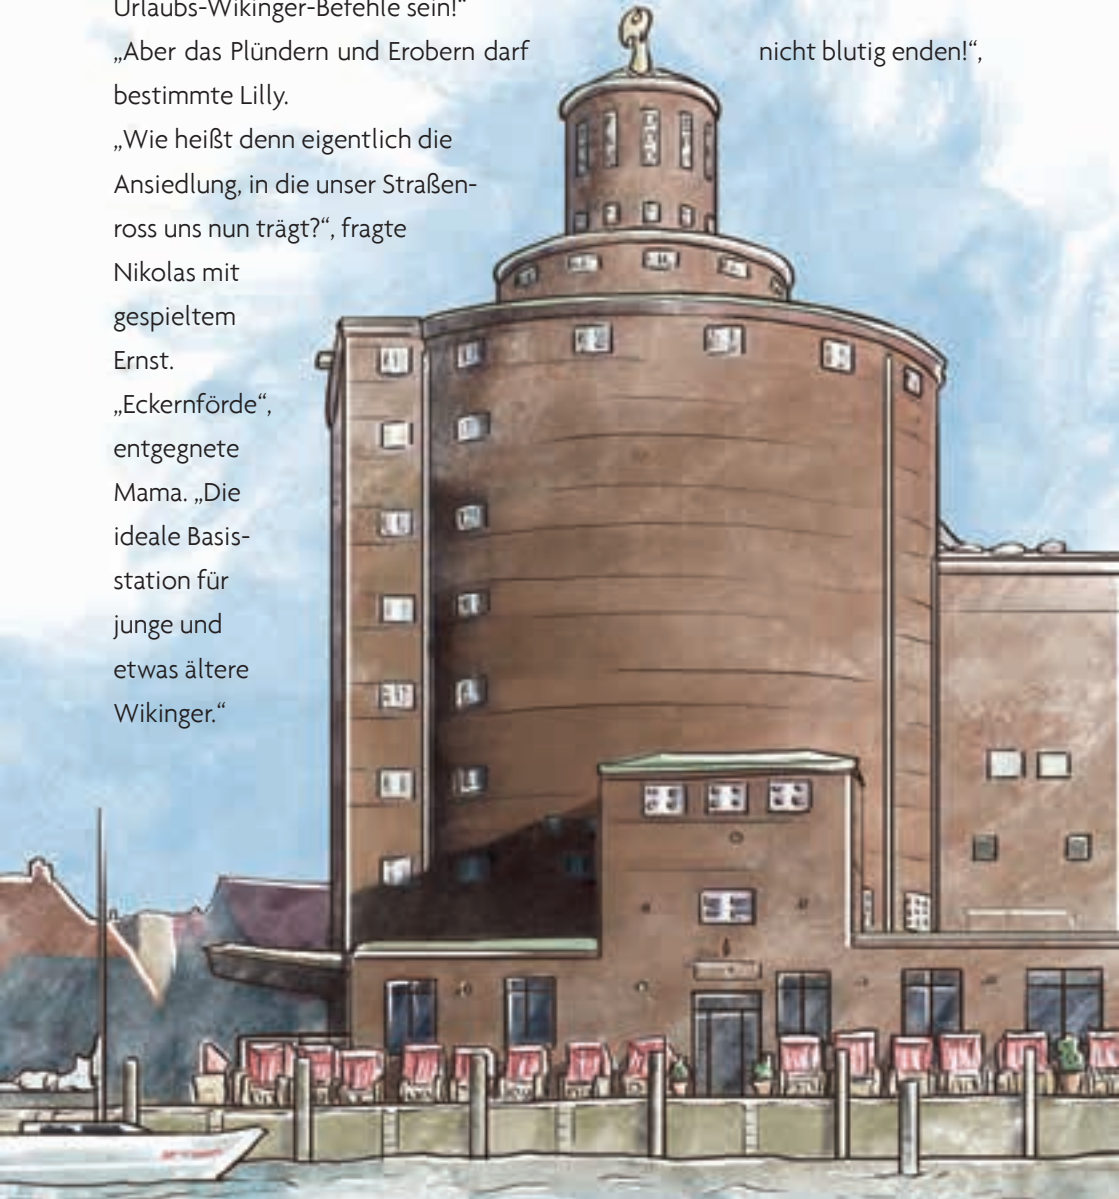 Urlaubs-Wikinger-Befehle sein!“
„Aber das Plündern und Erobern darf nicht blutig enden!“,
bestimmte Lilly.
„Wie heißt denn eigentlich die
Ansiedlung, in die unser Straßen-
ross uns nun trägt?“, fragte
Nikolas mit
gespieltem
Ernst.
„Eckernförde“,
entgegnete
Mama. „Die
ideale Basis-
station für
junge und
etwas ältere
Wikinger.“